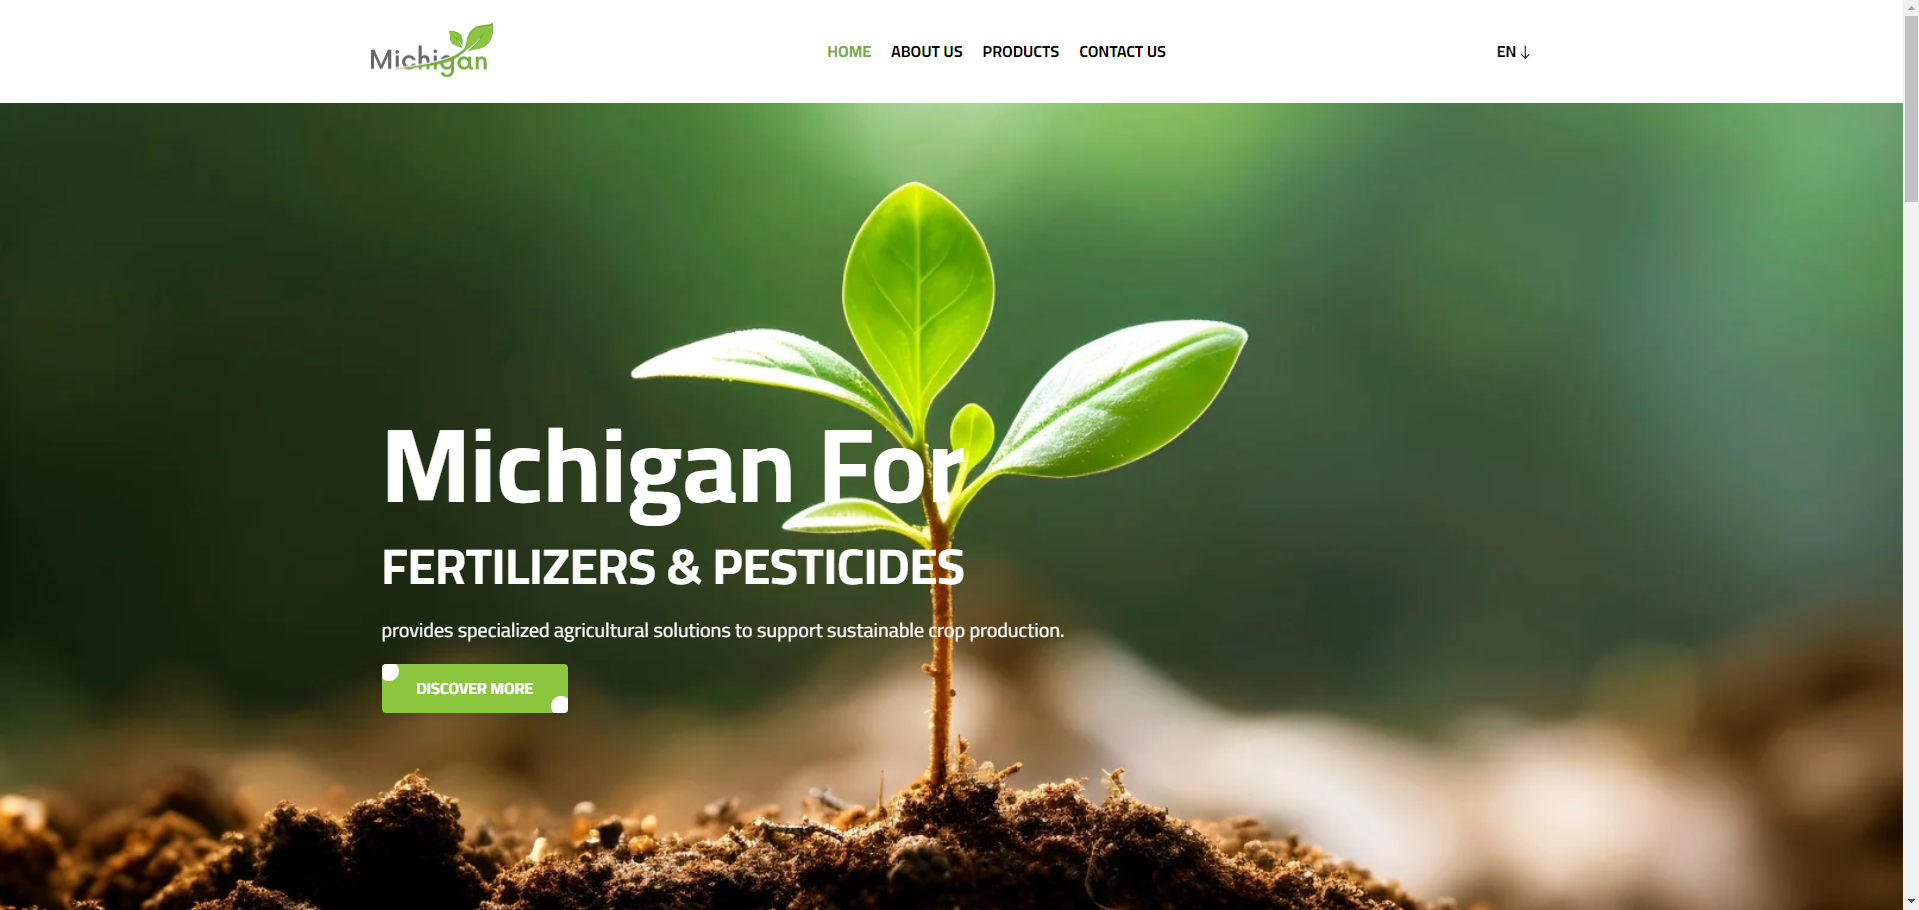 Michigan
HOME ABOUT US PRODUCTS CONTACT US
EN ↓
Michigan For
FERTILIZERS & PESTICIDES
provides specialized agricultural solutions to support sustainable crop production.
DISCOVER MORE